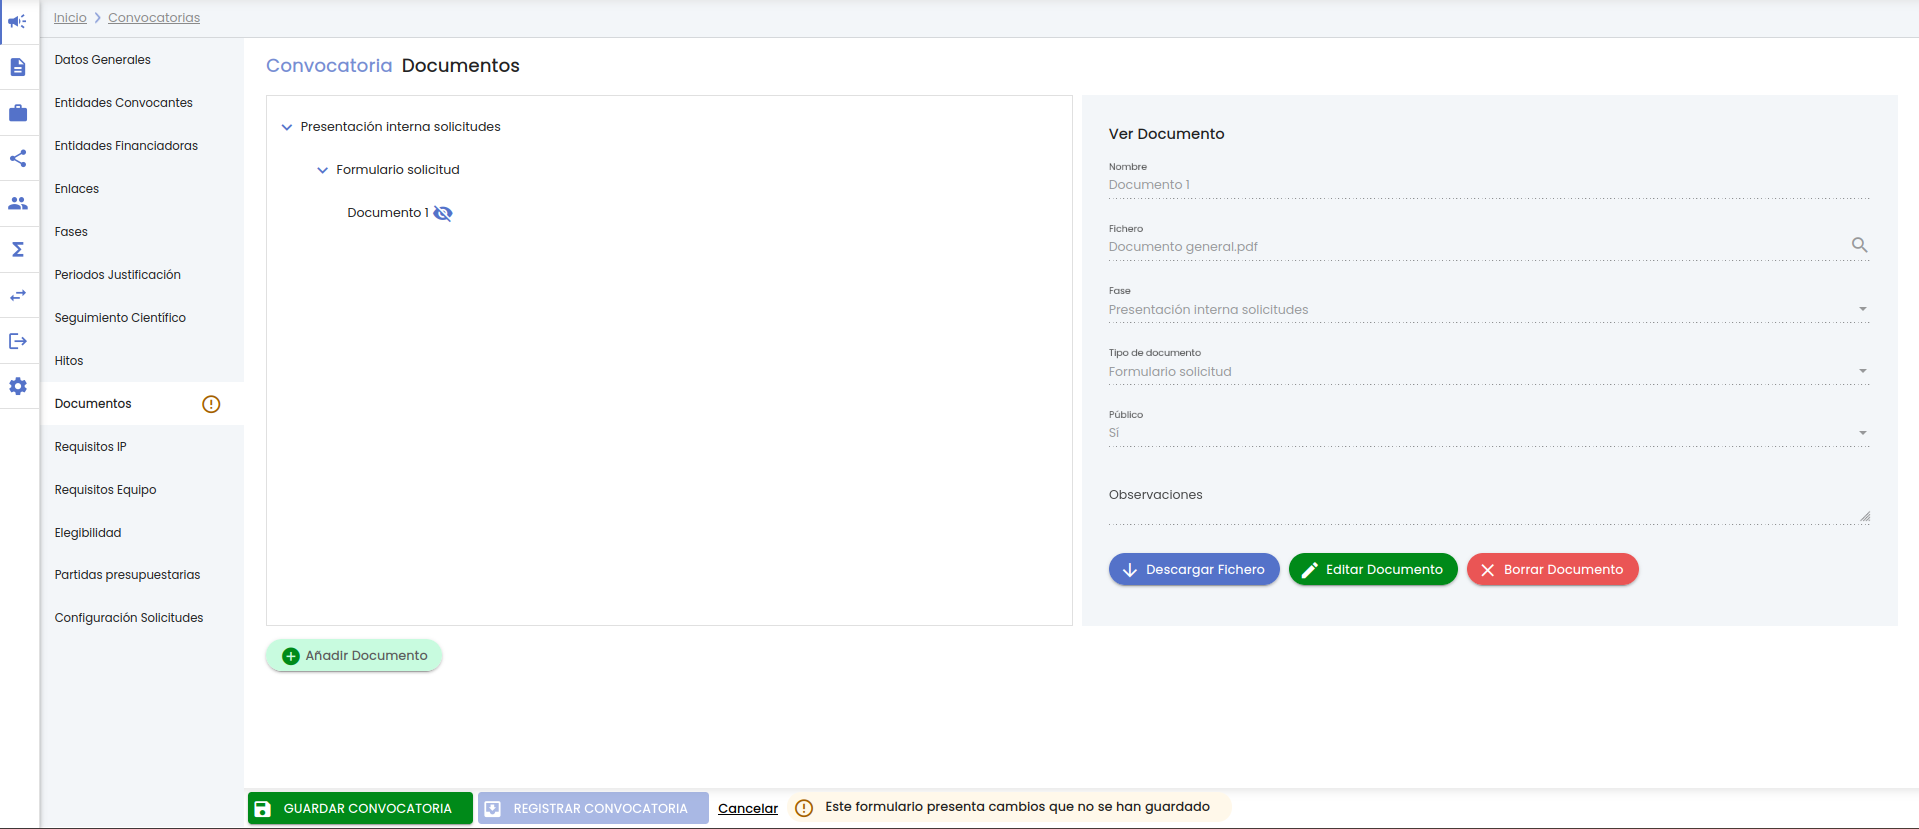 Inicio
Convocatorias
Datos Generales
Entidades Convocantes
Entidades Financiadoras
Enlaces
Fases
Periodos Justificación
Seguimiento Científico
Hitos
Documentos
Requisitos IP
Requisitos Equipo
Elegibilidad
Partidas presupuestarias
Configuración Solicitudes
Convocatoria Documentos
Presentación interna solicitudes
Formulario solicitud
Documento 1
Ver Documento
Nombre
Documento 1
Fichero
Documento general.pdf
Fase
Presentación interna solicitudes
Tipo de documento
Formulario solicitud
Público
Sí
Observaciones
Descargar Fichero
Editar Documento
Borrar Documento
Añadir Documento
GUARDAR CONVOCATORIA
REGISTRAR CONVOCATORIA
Cancelar
Este formulario presenta cambios que no se han guardado